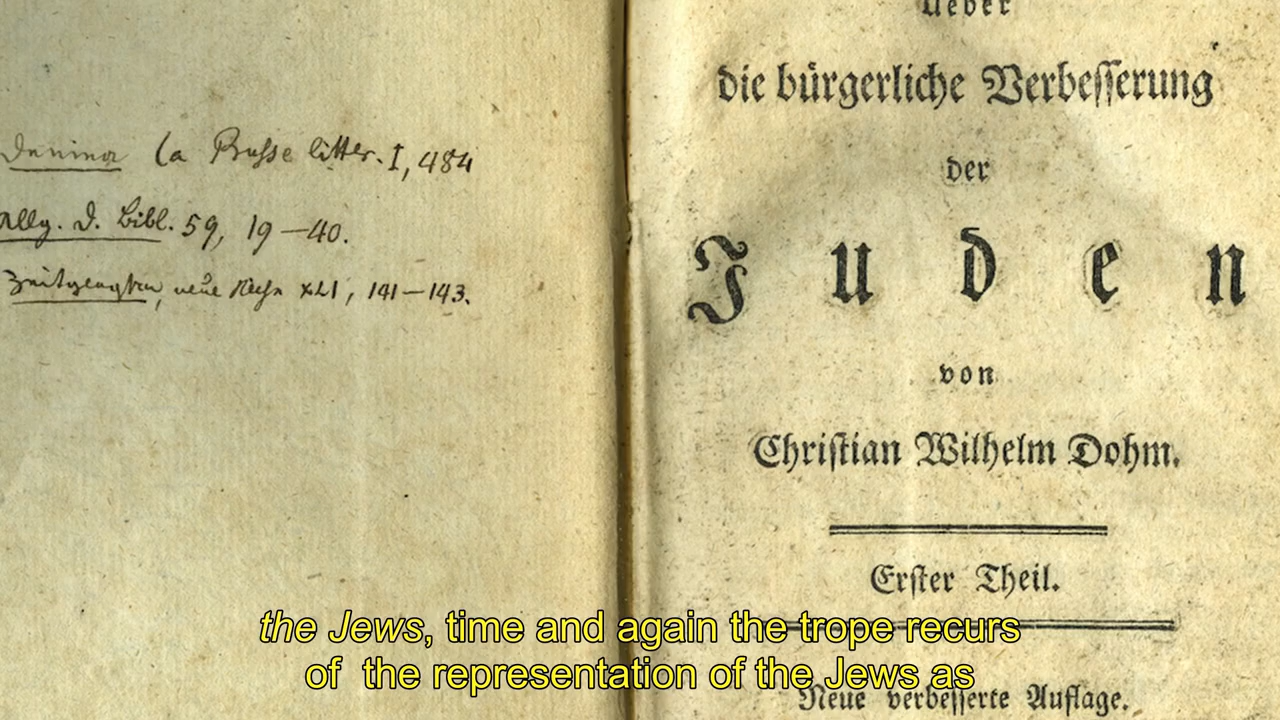 Denina la Prusse litter. I, 484
Allg. d. Bibl. 59, 19—40.
neue XLI, 141—143.
Ueber
die bürgerliche Verbeſſerung
der
Juden
von
Chriſtian Wilhelm Dohm.
Erſter Theil.
Neue verbeſſerte Auflage.
the Jews, time and again the trope recurs
of the representation of the Jews as